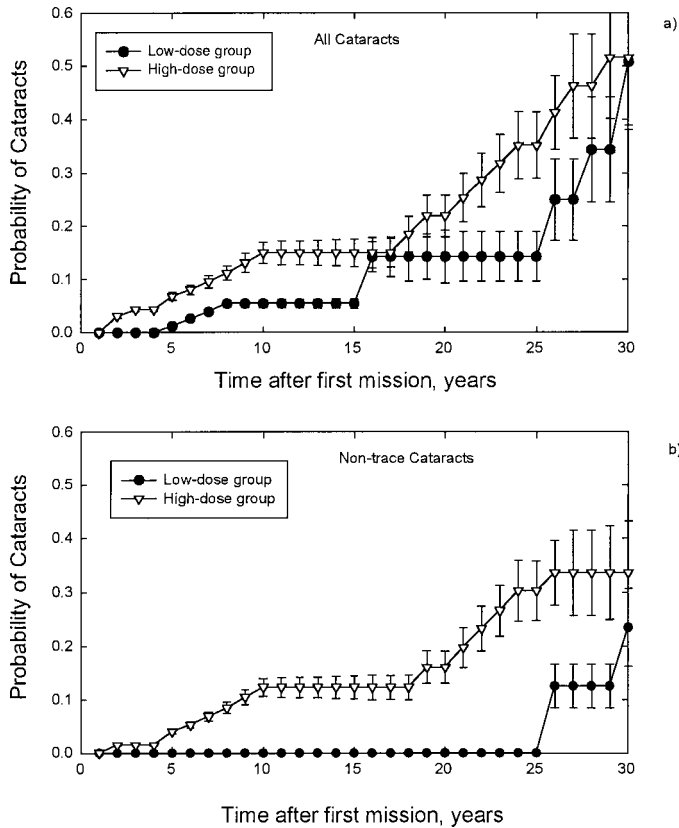 a)
All Cataracts
Low-dose group
High-dose group
Probability of Cataracts
0.6
0.5
0.4
0.3
0.2
0.1
0.0
0 5 10 15 20 25 30
Time after first mission, years
b)
Non-trace Cataracts
Low-dose group
High-dose group
Probability of Cataracts
0.6
0.5
0.4
0.3
0.2
0.1
0.0
0 5 10 15 20 25 30
Time after first mission, years